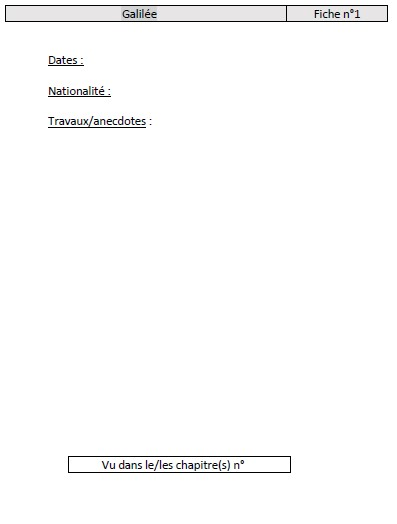 Galilée Fiche n°1
Dates :
Nationalité :
Travaux/anecdotes :
Vu dans le/les chapitre(s) n°